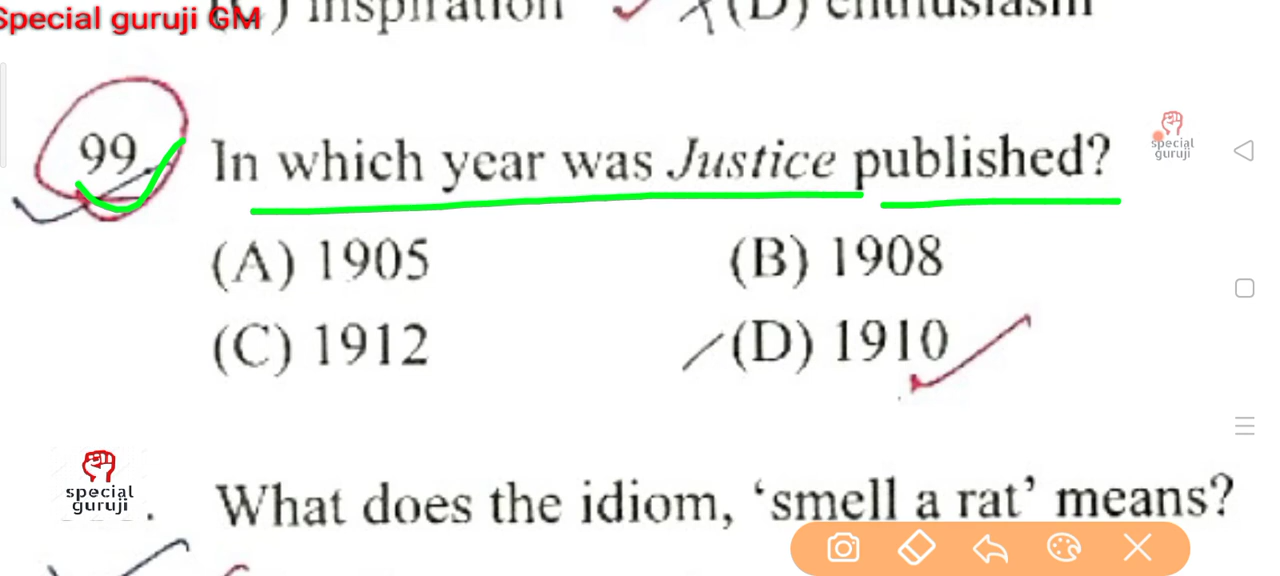 Special guruji GM
) inspiration (D) enthusiasm
99. In which year was Justice published?
special
guruji
(A) 1905 (B) 1908
(C) 1912 (D) 1910
special
guruji
. What does the idiom, ‘smell a rat’ means?